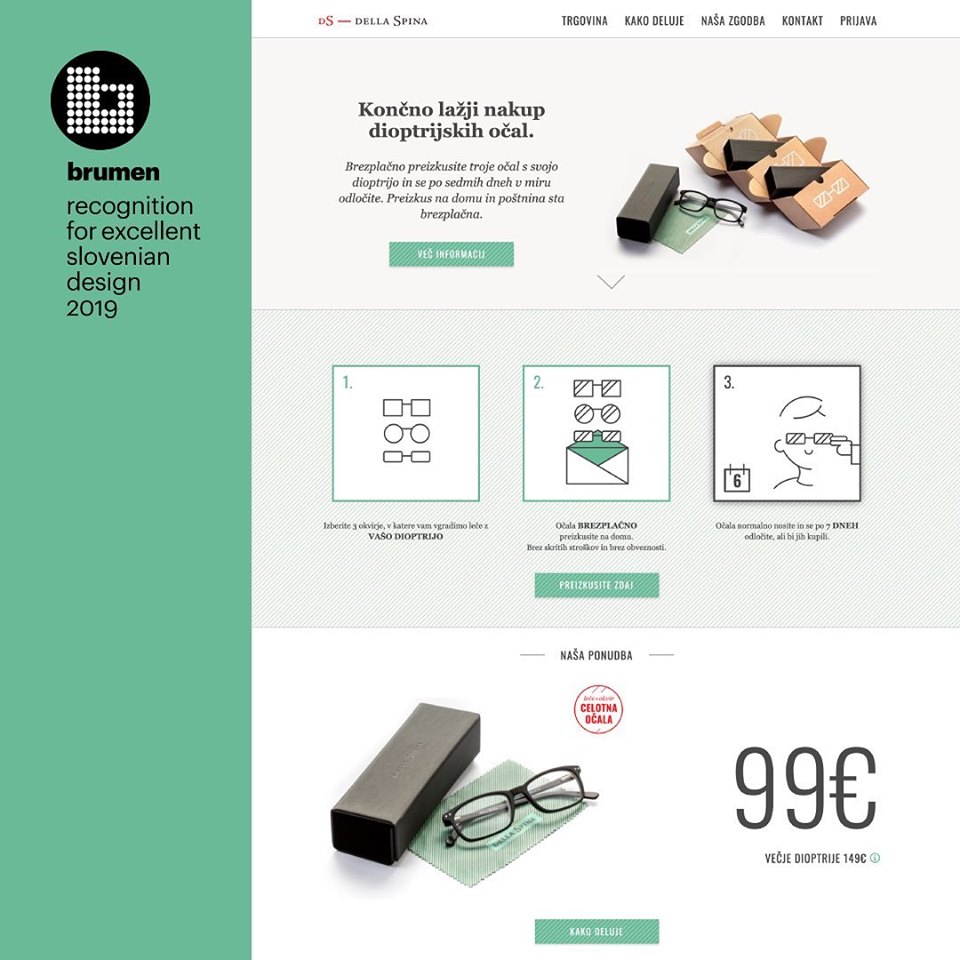 brumen
recognition
for excellent
slovenian
design
2019
DS — DELLA SPINA
TRGOVINA KAKO DELUJE NAŠA ZGODBA KONTAKT PRIJAVA
Končno lažji nakup
dioptrijskih očal.
Brezplačno preizkusite troje očal s svojo
dioptrijo in se po sedmih dneh v miru
odločite. Preizkus na domu in poštnina sta
brezplačna.
VEČ INFORMACIJ
1.
2.
3.
6
Izberite 3 okvirje, v katere vam vgradimo leče z
VAŠO DIOPTRIJO
Očala BREZPLAČNO
preizkusite na domu.
Brez skritih stroškov in brez obveznosti.
Očala normalno nosite in se po 7 DNEH
odločite, ali bi jih kupili.
PREIZKUSITE ZDAJ
NAŠA PONUDBA
leče+okvir
CELOTNA
OČALA
DELLA SPINA
DELLA SPINA
99€
VEČJE DIOPTRIJE 149€
KAKO DELUJE